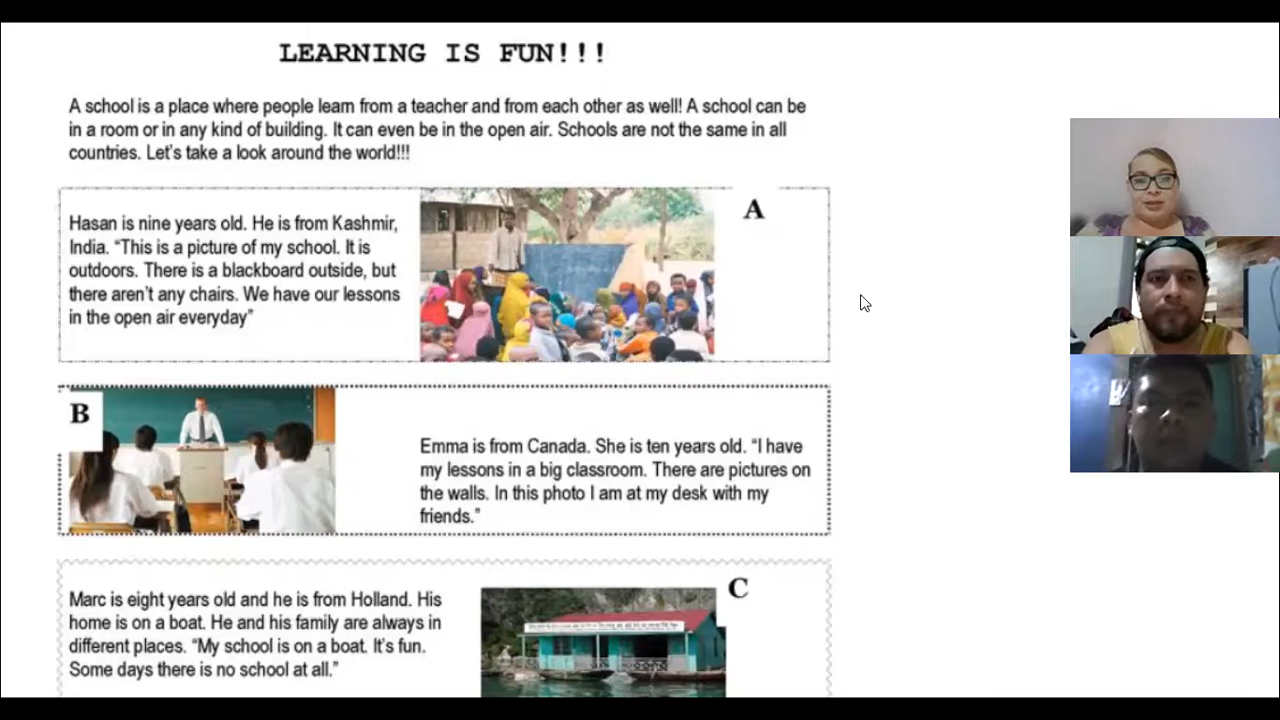 LEARNING IS FUN!!!
A school is a place where people learn from a teacher and from each other as well! A school can be
in a room or in any kind of building. It can even be in the open air. Schools are not the same in all
countries. Let's take a look around the world!!!
A
Hasan is nine years old. He is from Kashmir,
India. “This is a picture of my school. It is
outdoors. There is a blackboard outside, but
there aren't any chairs. We have our lessons
in the open air everyday”
B
Emma is from Canada. She is ten years old. “I have
my lessons in a big classroom. There are pictures on
the walls. In this photo I am at my desk with my
friends.”
C
Marc is eight years old and he is from Holland. His
home is on a boat. He and his family are always in
different places. “My school is on a boat. It's fun.
Some days there is no school at all.”